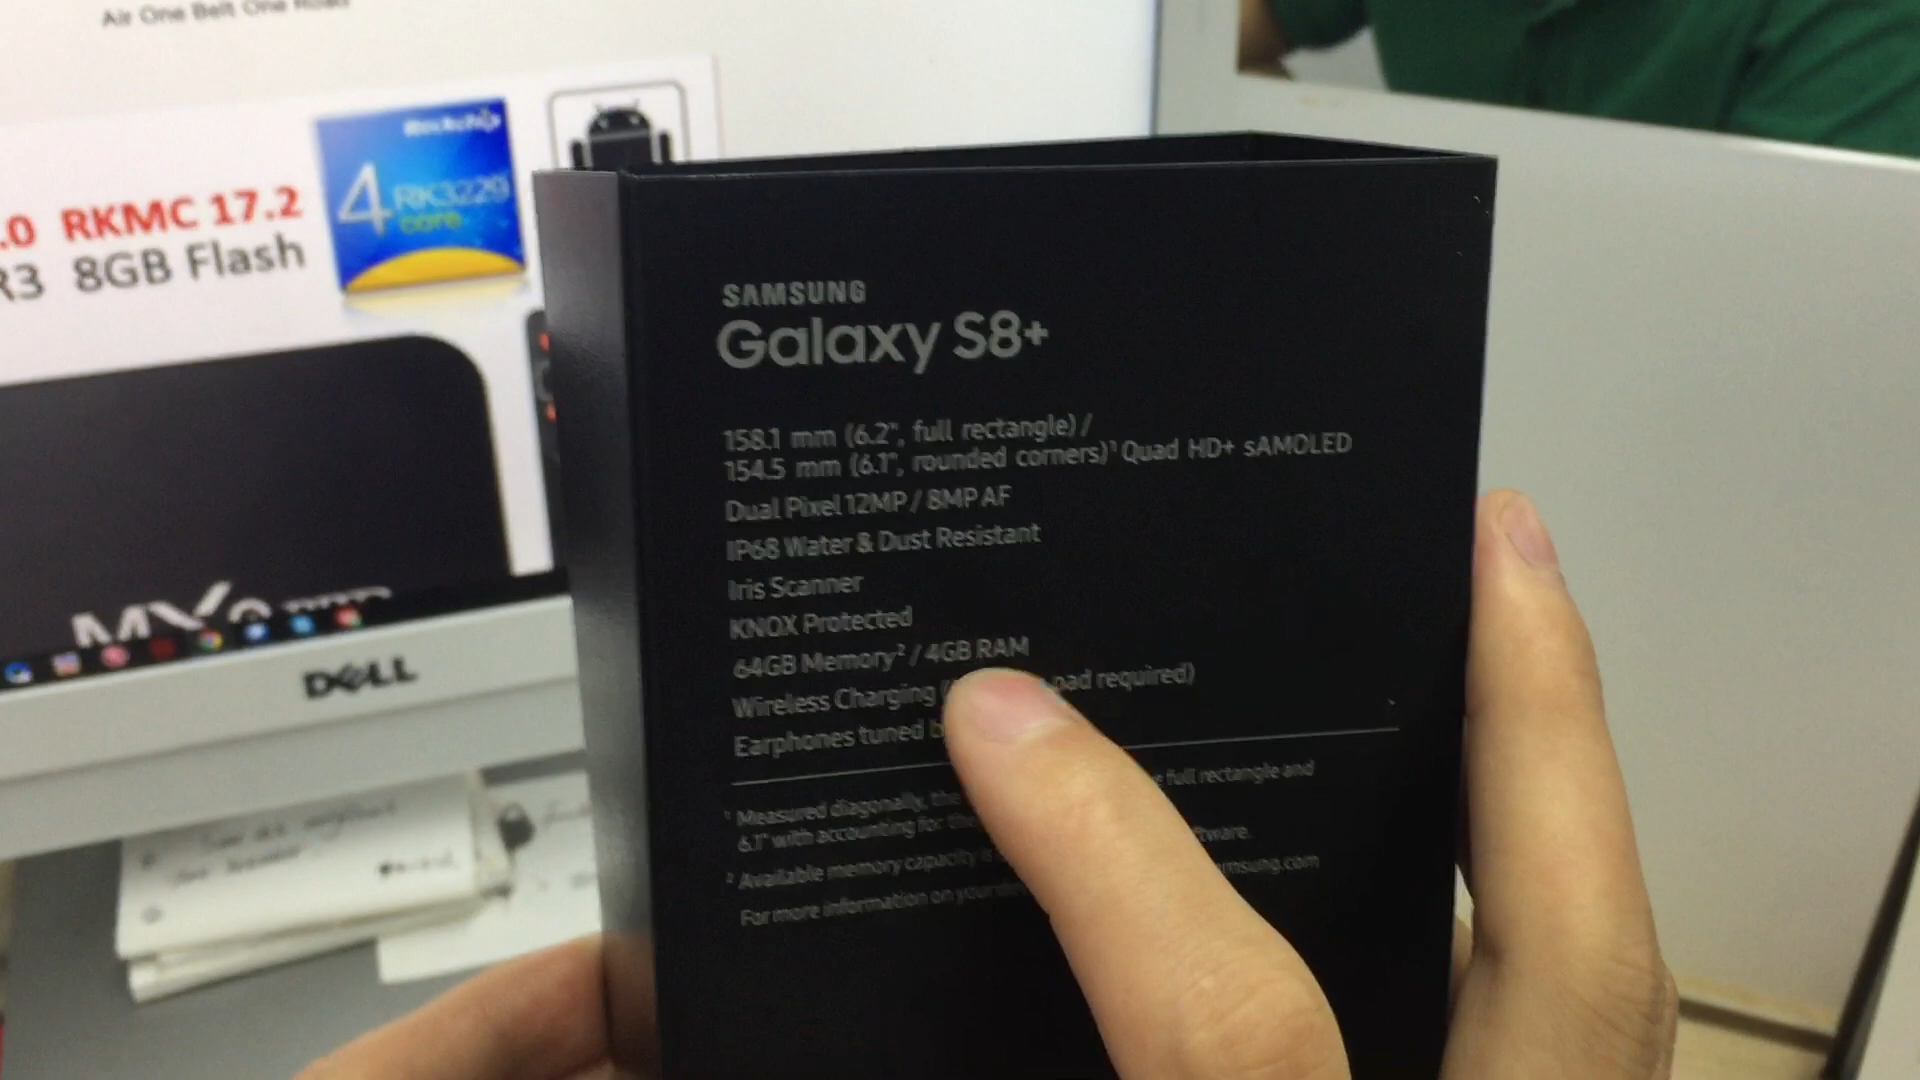 Air One Belt One Road
.0 RKMC 17.2
R3 8GB Flash
Rockchip
4 RK3229
core
DELL
SAMSUNG
Galaxy S8+
158.1 mm (6.2", full rectangle) /
154.5 mm (6.1", rounded corners)¹ Quad HD+ sAMOLED
Dual Pixel 12MP / 8MP AF
IP68 Water & Dust Resistant
Iris Scanner
KNOX Protected
64GB Memory² / 4GB RAM
Wireless Charging ( pad required)
Earphones tuned
¹ Measured diagonally, the full rectangle and
6.1" with accounting for the
² Available memory capacity is
For more information on your